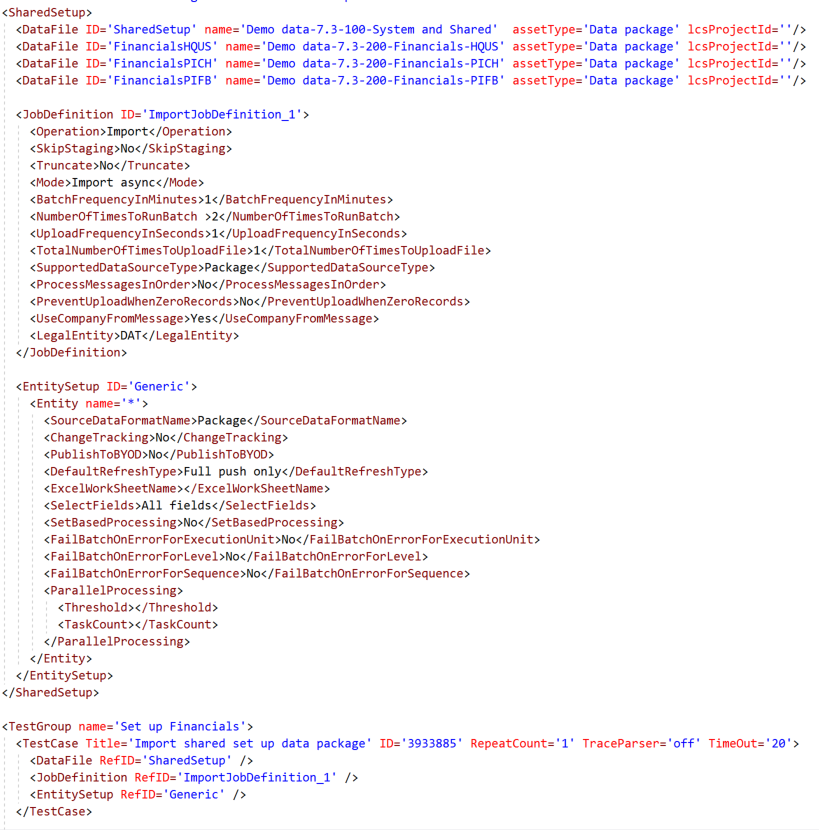 <SharedSetup>
<DataFile ID='SharedSetup' name='Demo data-7.3-100-System and Shared'  assetType='Data package' lcsProjectId=''/>
<DataFile ID='FinancialsHQUS' name='Demo data-7.3-200-Financials-HQUS' assetType='Data package' lcsProjectId=''/>
<DataFile ID='FinancialsPICH' name='Demo data-7.3-200-Financials-PICH' assetType='Data package' lcsProjectId=''/>
<DataFile ID='FinancialsPIFB' name='Demo data-7.3-200-Financials-PIFB' assetType='Data package' lcsProjectId=''/>
<JobDefinition ID='ImportJobDefinition_1'>
<Operation>Import</Operation>
<SkipStaging>No</SkipStaging>
<Truncate>No</Truncate>
<Mode>Import async</Mode>
<BatchFrequencyInMinutes>1</BatchFrequencyInMinutes>
<NumberOfTimesToRunBatch >2</NumberOfTimesToRunBatch>
<UploadFrequencyInSeconds>1</UploadFrequencyInSeconds>
<TotalNumberOfTimesToUploadFile>1</TotalNumberOfTimesToUploadFile>
<SupportedDataSourceType>Package</SupportedDataSourceType>
<ProcessMessagesInOrder>No</ProcessMessagesInOrder>
<PreventUploadWhenZeroRecords>No</PreventUploadWhenZeroRecords>
<UseCompanyFromMessage>Yes</UseCompanyFromMessage>
<LegalEntity>DAT</LegalEntity>
</JobDefinition>
<EntitySetup ID='Generic'>
<Entity name='*'>
<SourceDataFormatName>Package</SourceDataFormatName>
<ChangeTracking>No</ChangeTracking>
<PublishToBYOD>No</PublishToBYOD>
<DefaultRefreshType>Full push only</DefaultRefreshType>
<ExcelWorkSheetName></ExcelWorkSheetName>
<SelectFields>All fields</SelectFields>
<SetBasedProcessing>No</SetBasedProcessing>
<FailBatchOnErrorForExecutionUnit>No</FailBatchOnErrorForExecutionUnit>
<FailBatchOnErrorForLevel>No</FailBatchOnErrorForLevel>
<FailBatchOnErrorForSequence>No</FailBatchOnErrorForSequence>
<ParallelProcessing>
<Threshold></Threshold>
<TaskCount></TaskCount>
</ParallelProcessing>
</Entity>
</EntitySetup>
</SharedSetup>
<TestGroup name='Set up Financials'>
<TestCase Title='Import shared set up data package' ID='3933885' RepeatCount='1' TraceParser='off' TimeOut='20'>
<DataFile RefID='SharedSetup' />
<JobDefinition RefID='ImportJobDefinition_1' />
<EntitySetup RefID='Generic' />
</TestCase>